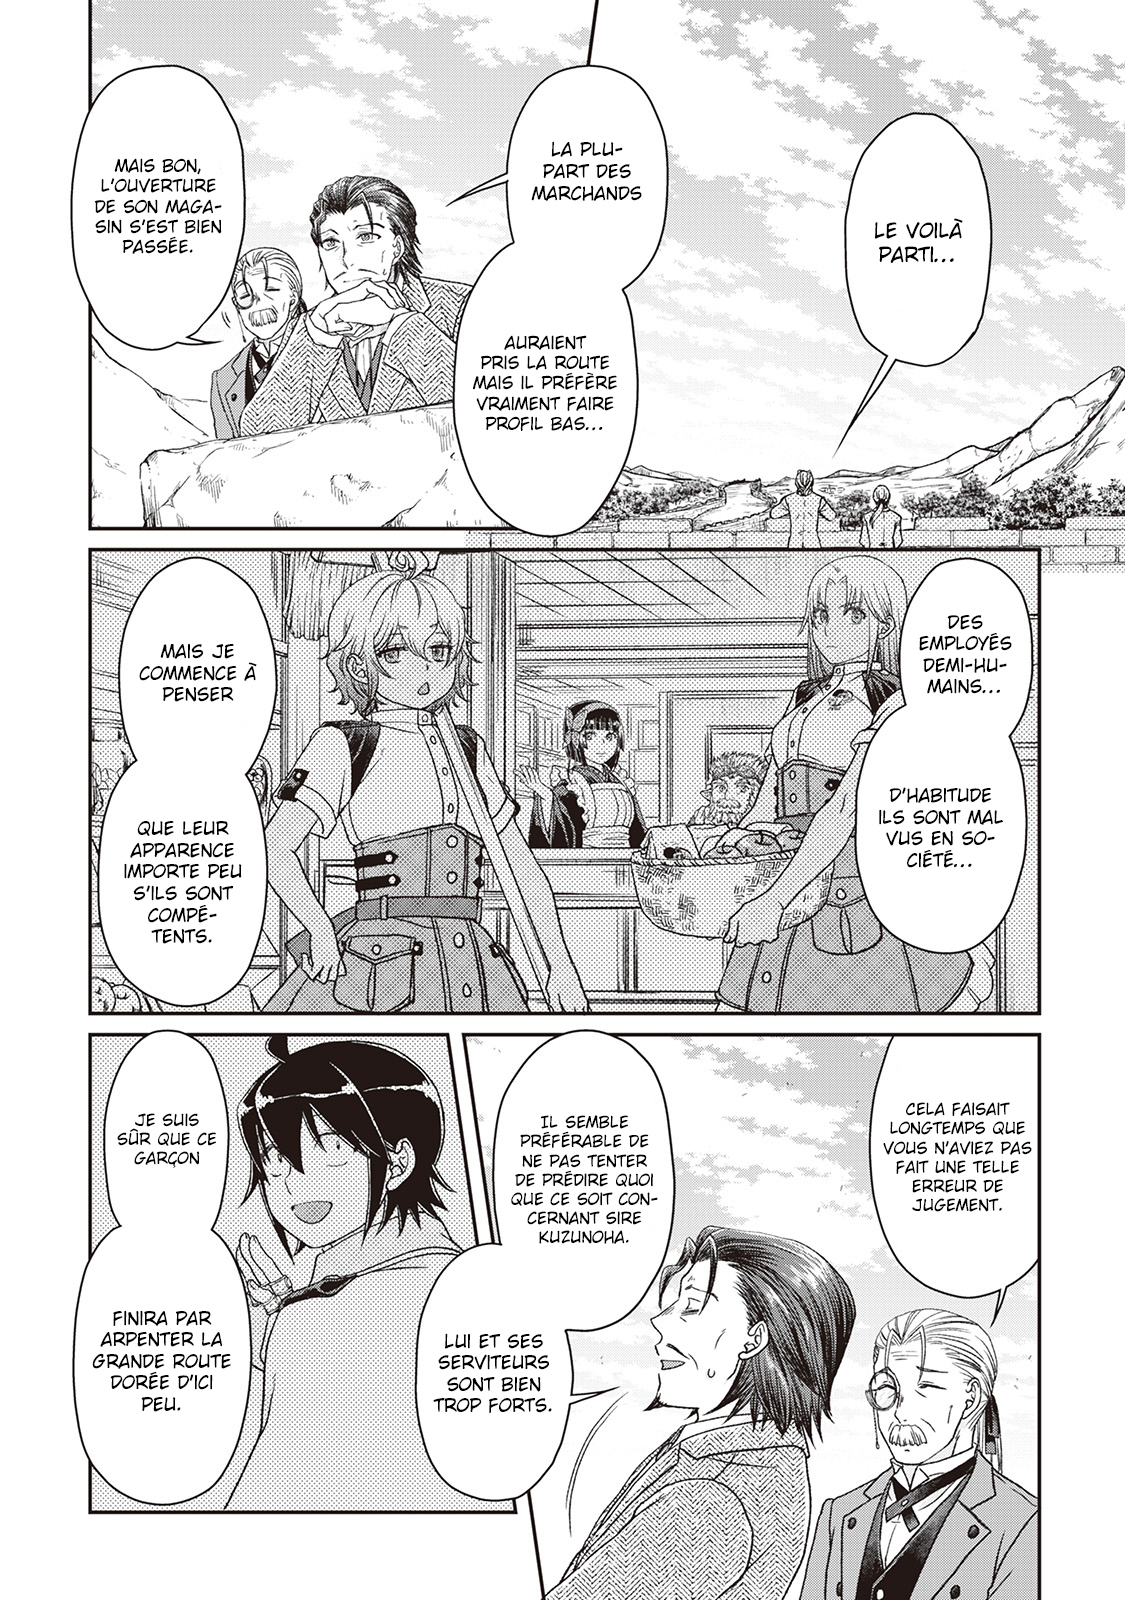 LE VOILÀ
PARTI...
LA PLU-
PART DES
MARCHANDS
AURAIENT
PRIS LA ROUTE
MAIS IL PRÉFÈRE
VRAIMENT FAIRE
PROFIL BAS...
MAIS BON,
L'OUVERTURE
DE SON MAGA-
SIN S'EST BIEN
PASSÉE.
DES
EMPLOYÉS
DEMI-HU-
MAINS...
D'HABITUDE
ILS SONT MAL
VUS EN SO-
CIÉTÉ...
MAIS JE
COMMENCE À
PENSER
QUE LEUR
APPARENCE
IMPORTE PEU
S'ILS SONT
COMPÉ-
TENTS.
CELA FAISAIT
LONGTEMPS QUE
VOUS N'AVIEZ PAS
FAIT UNE TELLE
ERREUR DE
JUGEMENT.
IL SEMBLE
PRÉFÉRABLE DE
NE PAS TENTER
DE PRÉDIRE QUOI
QUE CE SOIT CON-
CERNANT SIRE
KUZUNOHA.
LUI ET SES
SERVITEURS
SONT BIEN
TROP FORTS.
JE SUIS
SÛR QUE CE
GARÇON
FINIRA PAR
ARPENTER LA
GRANDE ROUTE
DORÉE D'ICI
PEU.